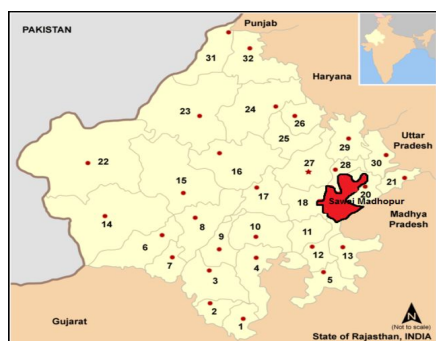 Punjab
PAKISTAN
31
32
Haryana
23
24
26
25
Uttar
Pradesh
29
22
16
27
28
30
21
15
17
18
20
Sawai Madhopur
Madhya
Pradesh
14
8
6
9
10
11
7
12
13
3
4
5
2
1
N
(Not to scale)
Gujarat
State of Rajasthan, INDIA